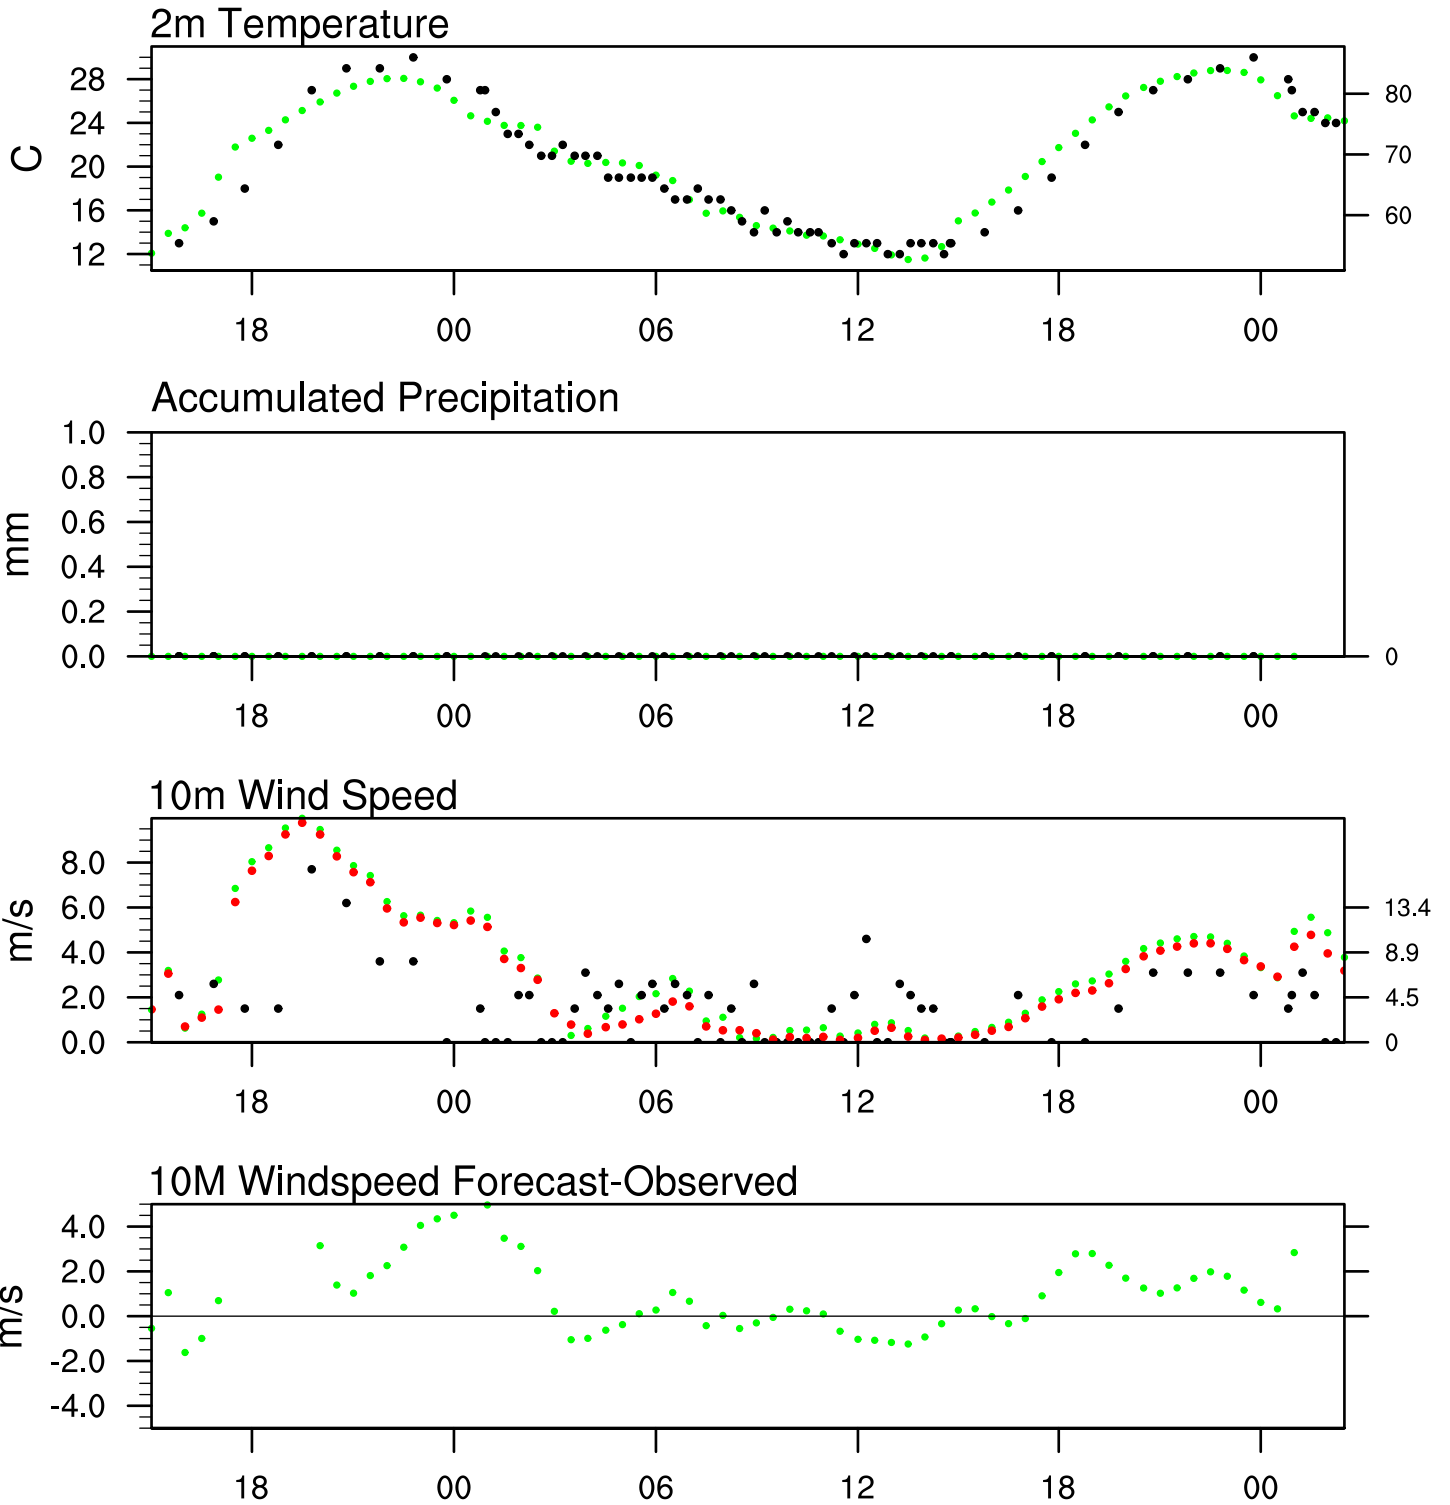 2m Temperature
C
28
24
20
16
12
80
70
60
18 00 06 12 18 00
Accumulated Precipitation
mm
1.0
0.8
0.6
0.4
0.2
0.0
0
18 00 06 12 18 00
10m Wind Speed
m/s
8.0
6.0
4.0
2.0
0.0
13.4
8.9
4.5
0
18 00 06 12 18 00
10M Windspeed Forecast-Observed
m/s
4.0
2.0
0.0
-2.0
-4.0
18 00 06 12 18 00